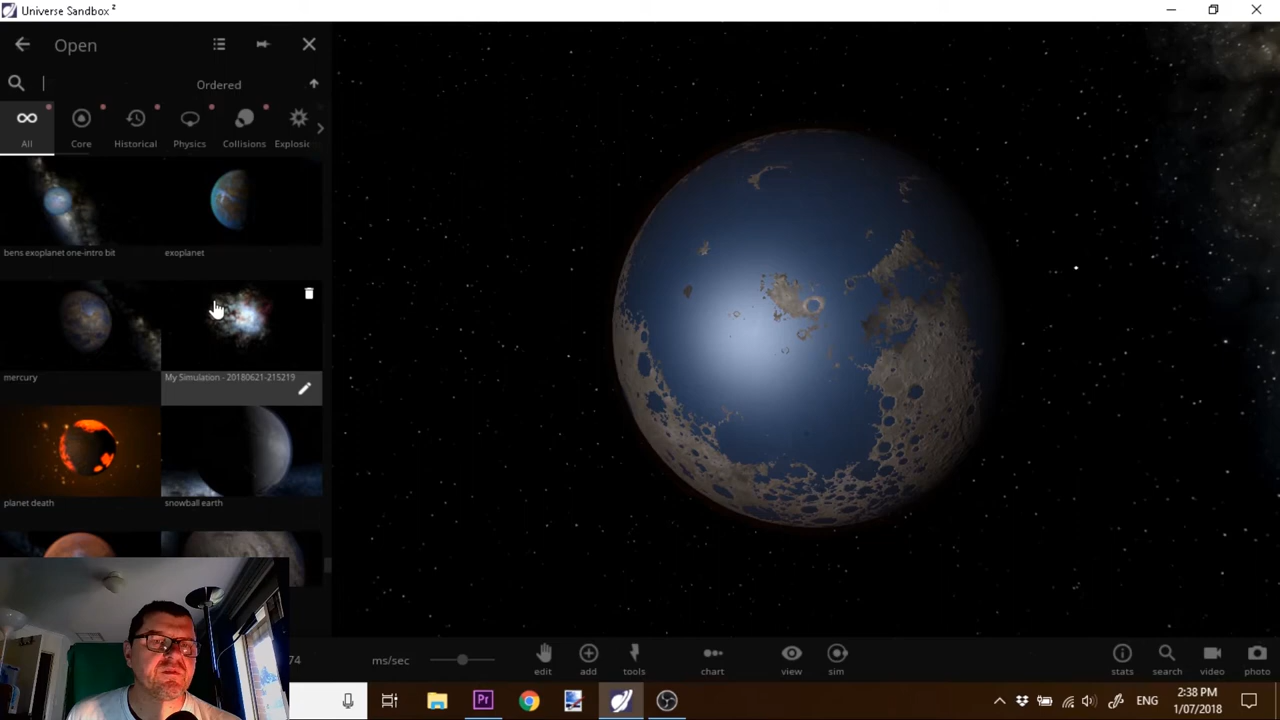 Universe Sandbox ²
Open
Ordered
All
Core
Historical
Physics
Collisions
Explosic
bens exoplanet one-intro bit
exoplanet
mercury
My Simulation - 20180621-215219
planet death
snowball earth
74
ms/sec
edit
add
tools
chart
view
sim
stats
search
video
photo
Pr
ENG
2:38 PM
1/07/2018